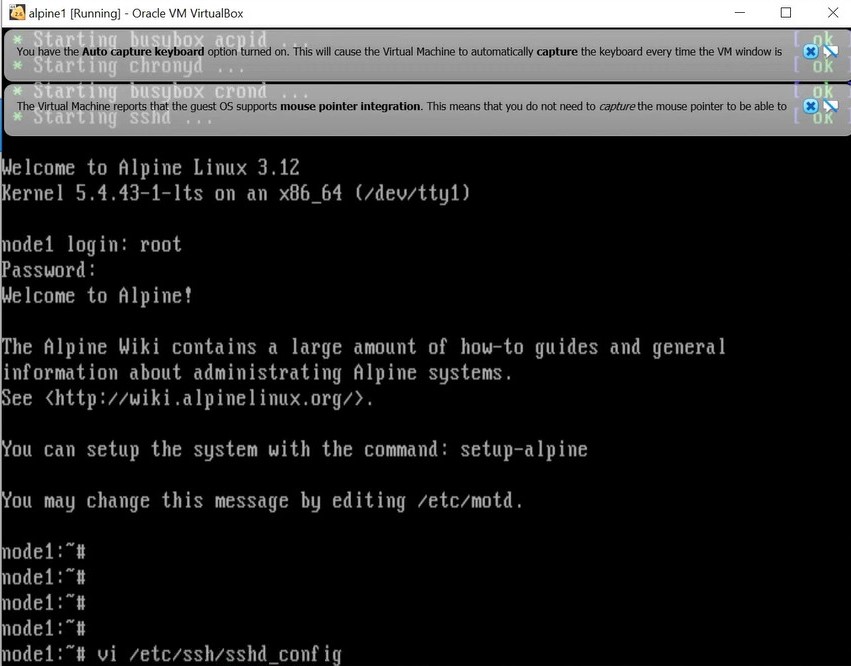 alpine1 [Running] - Oracle VM VirtualBox
* Starting busybox acpid ... [ ok
You have the Auto capture keyboard option turned on. This will cause the Virtual Machine to automatically capture the keyboard every time the VM window is
* Starting chronyd ... [ ok
* Starting busybox crond ... [ ok
The Virtual Machine reports that the guest OS supports mouse pointer integration. This means that you do not need to capture the mouse pointer to be able to
* Starting sshd ... [ ok
Welcome to Alpine Linux 3.12
Kernel 5.4.43-1-lts on an x86_64 (/dev/tty1)
node1 login: root
Password:
Welcome to Alpine!
The Alpine Wiki contains a large amount of how-to guides and general
information about administrating Alpine systems.
See <http://wiki.alpinelinux.org/>.
You can setup the system with the command: setup-alpine
You may change this message by editing /etc/motd.
node1:~#
node1:~#
node1:~#
node1:~#
node1:~# vi /etc/ssh/sshd_config